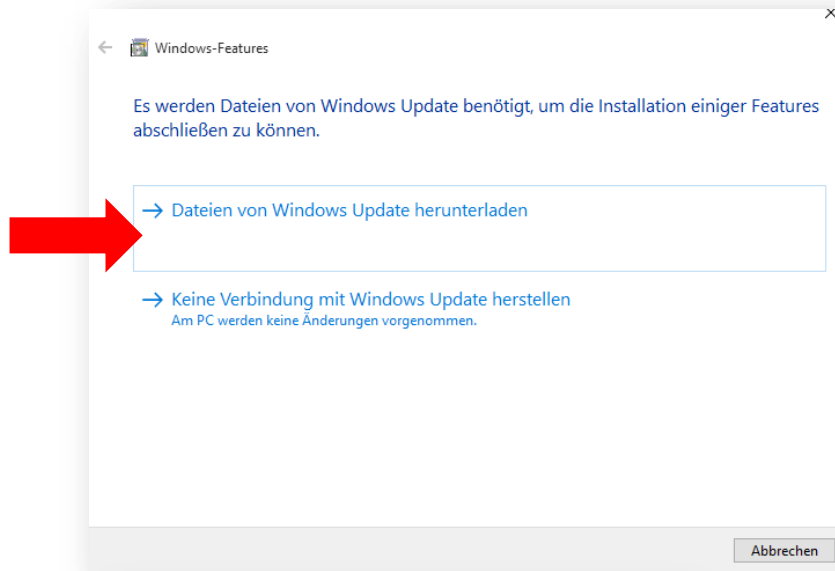 Windows-Features
Es werden Dateien von Windows Update benötigt, um die Installation einiger Features
abschließen zu können.
Dateien von Windows Update herunterladen
Keine Verbindung mit Windows Update herstellen
Am PC werden keine Änderungen vorgenommen.
Abbrechen